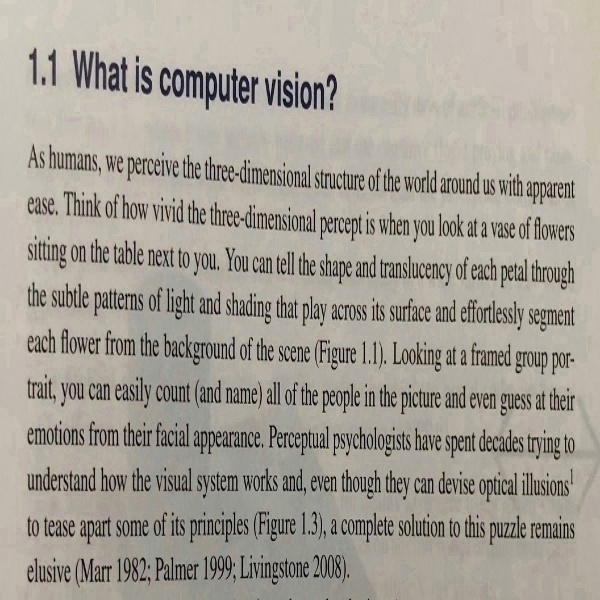 1.1 What is computer vision?
As humans, we perceive the three-dimensional structure of the world around us with apparent
ease. Think of how vivid the three-dimensional percept is when you look at a vase of flowers
sitting on the table next to you. You can tell the shape and translucency of each petal through
the subtle patterns of light and shading that play across its surface and effortlessly segment
each flower from the background of the scene (Figure 1.1). Looking at a framed group por-
trait, you can easily count (and name) all of the people in the picture and even guess at their
emotions from their facial appearance. Perceptual psychologists have spent decades trying to
understand how the visual system works and, even though they can devise optical illusions¹
to tease apart some of its principles (Figure 1.3), a complete solution to this puzzle remains
elusive (Marr 1982; Palmer 1999; Livingstone 2008).